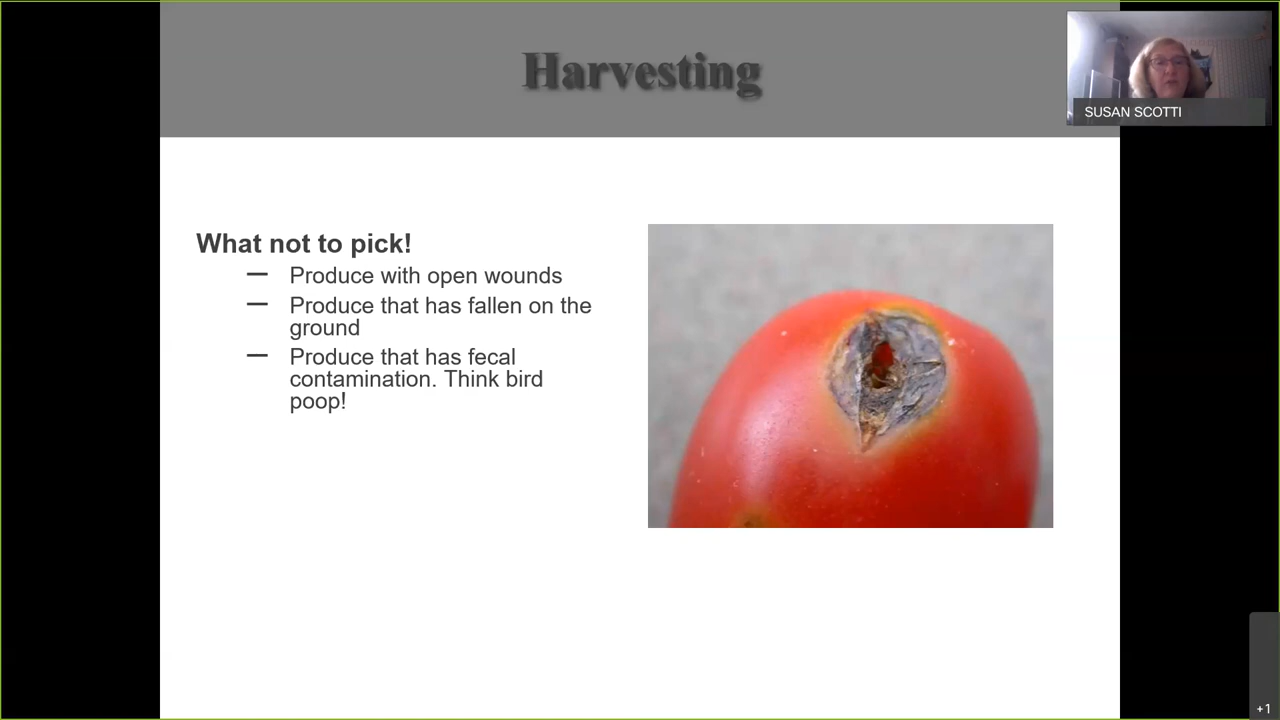 Harvesting
SUSAN SCOTTI
What not to pick!
— Produce with open wounds
— Produce that has fallen on the
ground
— Produce that has fecal
contamination. Think bird
poop!
+1